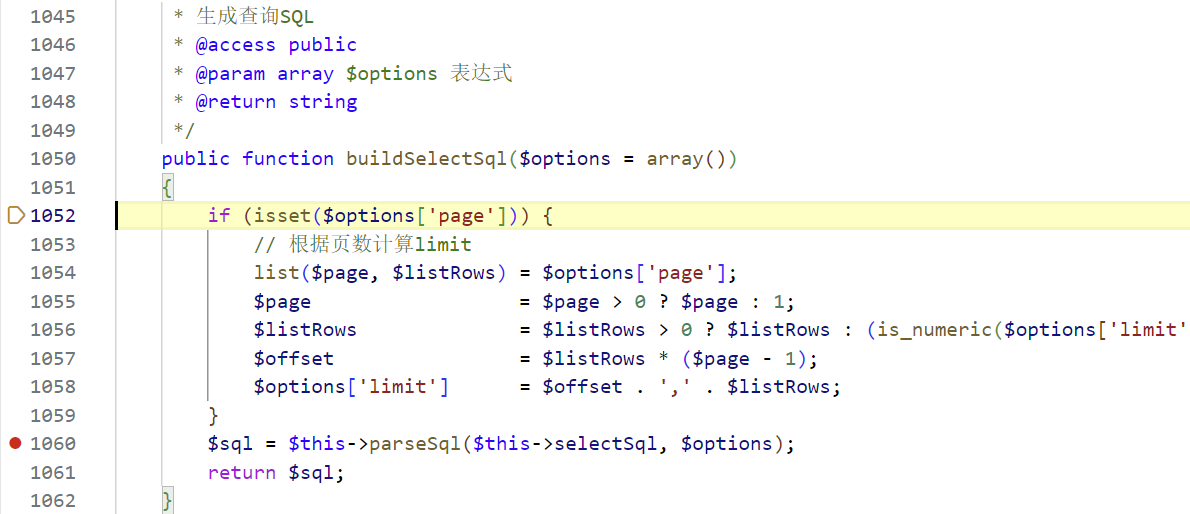 1045 * 生成查询SQL
1046 * @access public
1047 * @param array $options 表达式
1048 * @return string
1049 */
1050 public function buildSelectSql($options = array())
1051 {
1052 if (isset($options['page'])) {
1053 // 根据页数计算limit
1054 list($page, $listRows) = $options['page'];
1055 $page = $page > 0 ? $page : 1;
1056 $listRows = $listRows > 0 ? $listRows : (is_numeric($options['limit'
1057 $offset = $listRows * ($page - 1);
1058 $options['limit'] = $offset . ',' . $listRows;
1059 }
1060 $sql = $this->parseSql($this->selectSql, $options);
1061 return $sql;
1062 }